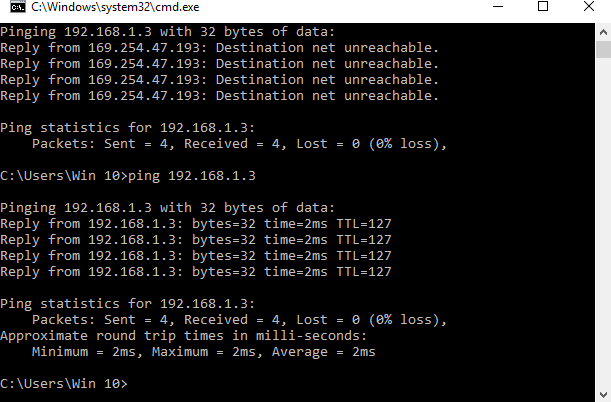 C:\Windows\system32\cmd.exe
Pinging 192.168.1.3 with 32 bytes of data:
Reply from 169.254.47.193: Destination net unreachable.
Reply from 169.254.47.193: Destination net unreachable.
Reply from 169.254.47.193: Destination net unreachable.
Reply from 169.254.47.193: Destination net unreachable.
Ping statistics for 192.168.1.3:
Packets: Sent = 4, Received = 4, Lost = 0 (0% loss),
C:\Users\Win 10>ping 192.168.1.3
Pinging 192.168.1.3 with 32 bytes of data:
Reply from 192.168.1.3: bytes=32 time=2ms TTL=127
Reply from 192.168.1.3: bytes=32 time=2ms TTL=127
Reply from 192.168.1.3: bytes=32 time=2ms TTL=127
Reply from 192.168.1.3: bytes=32 time=2ms TTL=127
Ping statistics for 192.168.1.3:
Packets: Sent = 4, Received = 4, Lost = 0 (0% loss),
Approximate round trip times in milli-seconds:
Minimum = 2ms, Maximum = 2ms, Average = 2ms
C:\Users\Win 10>